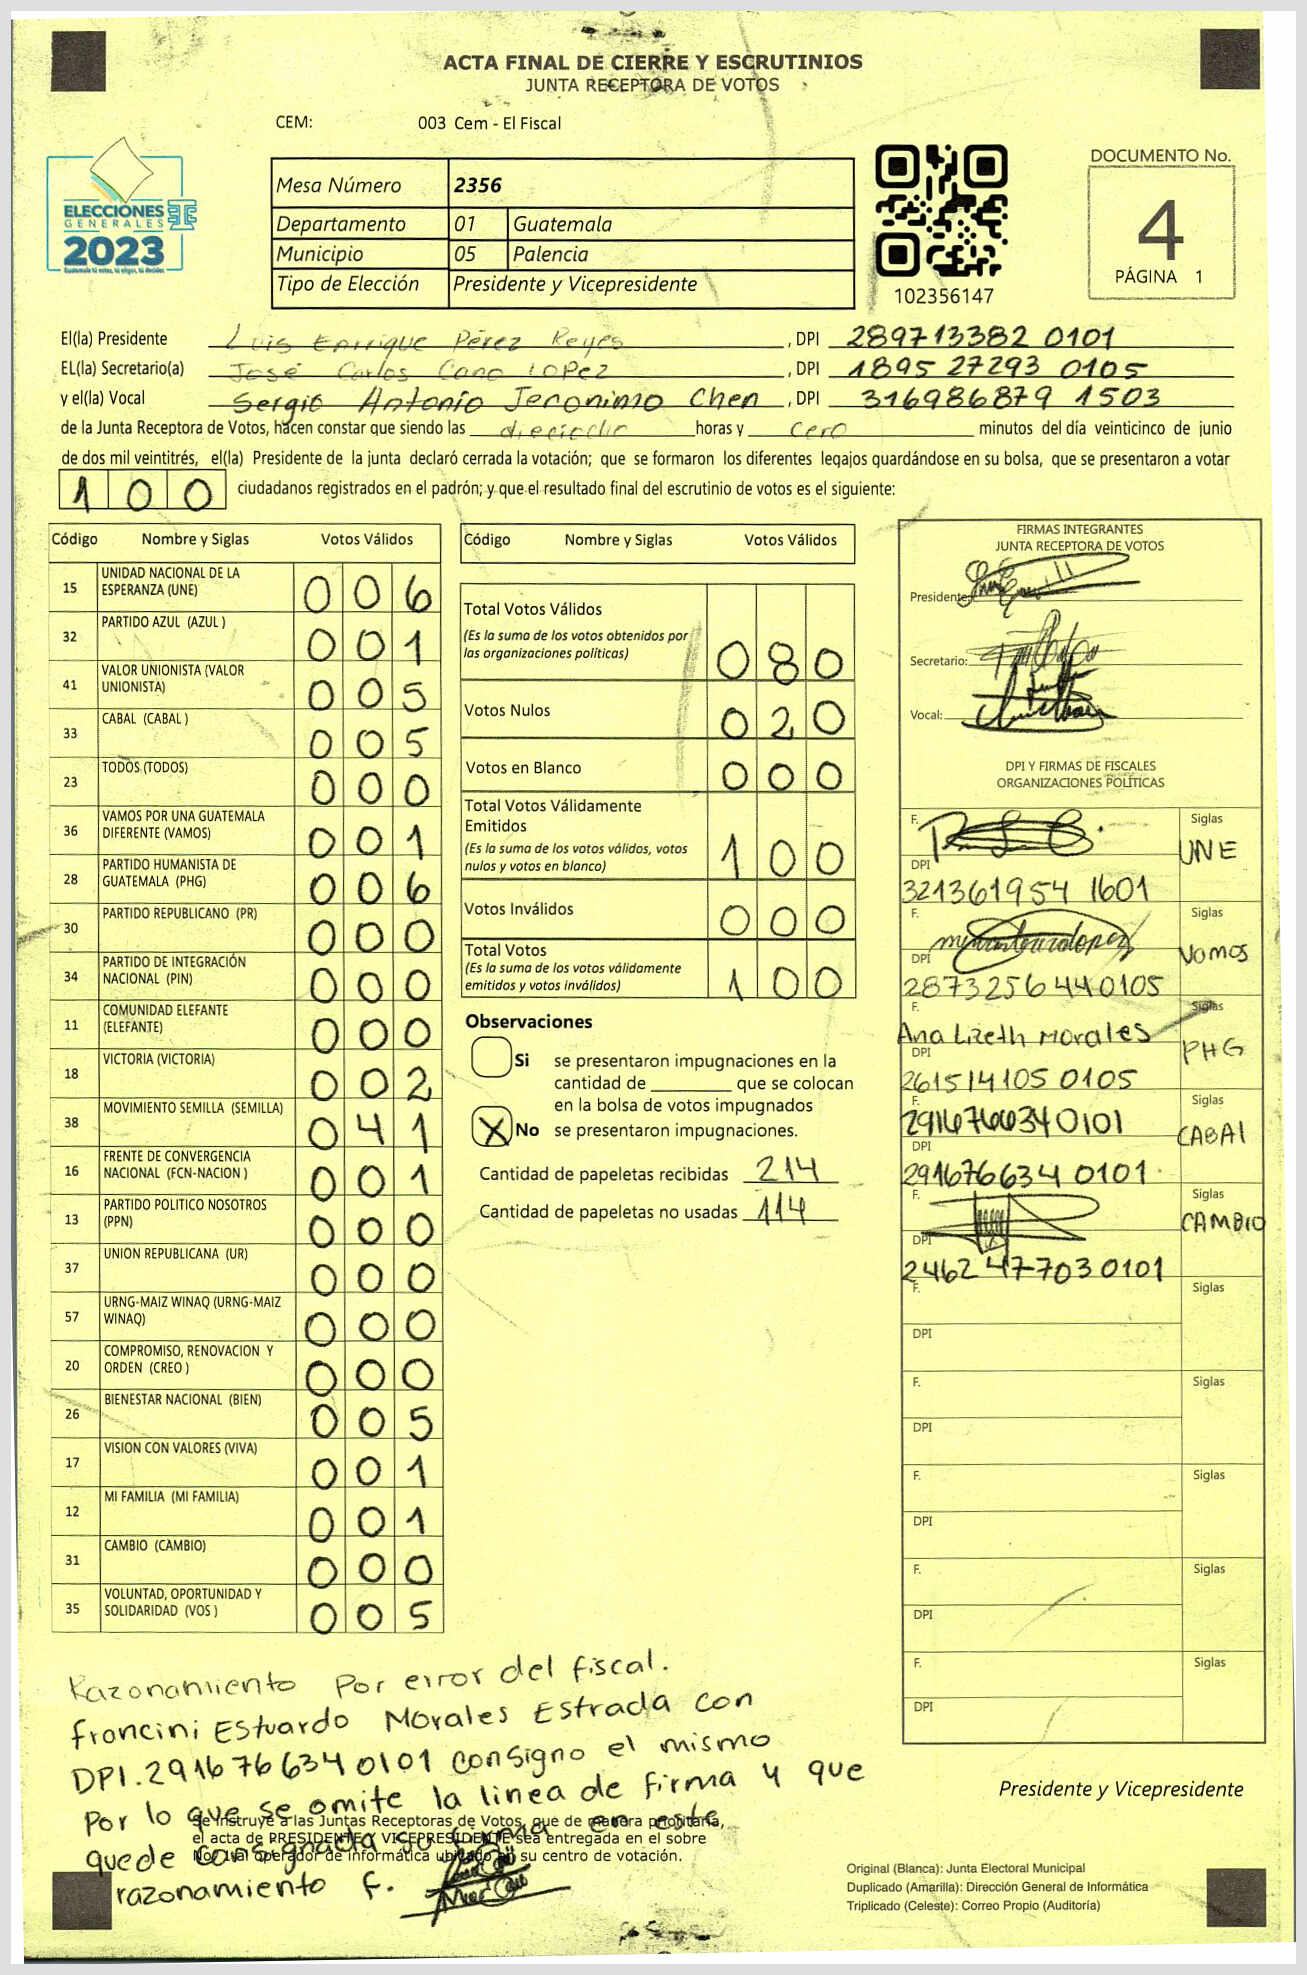 ACTA FINAL DE CIERRE Y ESCRUTINIOS
JUNTA RECEPTORA DE VOTOS
CEM: 003 Cem - El Fiscal
ELECCIONES
GENERALES
2023
Guatemala tú votas, tú eliges, tú decides
Mesa Número 2356
Departamento 01 Guatemala
Municipio 05 Palencia
Tipo de Elección Presidente y Vicepresidente
102356147
DOCUMENTO No.
4
PÁGINA 1
El(la) Presidente Luis Enrique Pérez Reyes , DPI 289713382 0101
EL(la) Secretario(a) José Carlos Cano LOPez , DPI 1895 27293 0105
y el(la) Vocal Sergio Antonio Jeronimo Chen , DPI 316986879 1503
de la Junta Receptora de Votos, hacen constar que siendo las dieciocho horas y cero minutos del día veinticinco de junio
de dos mil veintitrés, el(la) Presidente de la junta declaró cerrada la votación; que se formaron los diferentes legajos guardándose en su bolsa, que se presentaron a votar
100 ciudadanos registrados en el padrón; y que el resultado final del escrutinio de votos es el siguiente:
Código Nombre y Siglas Votos Válidos
15 UNIDAD NACIONAL DE LA
ESPERANZA (UNE) 006
32 PARTIDO AZUL (AZUL ) 001
41 VALOR UNIONISTA (VALOR
UNIONISTA) 005
33 CABAL (CABAL ) 005
23 TODOS (TODOS) 000
36 VAMOS POR UNA GUATEMALA
DIFERENTE (VAMOS) 001
28 PARTIDO HUMANISTA DE
GUATEMALA (PHG) 006
30 PARTIDO REPUBLICANO (PR) 000
34 PARTIDO DE INTEGRACIÓN
NACIONAL (PIN) 000
11 COMUNIDAD ELEFANTE
(ELEFANTE) 000
18 VICTORIA (VICTORIA) 002
38 MOVIMIENTO SEMILLA (SEMILLA) 041
16 FRENTE DE CONVERGENCIA
NACIONAL (FCN-NACION ) 001
13 PARTIDO POLITICO NOSOTROS
(PPN) 000
37 UNION REPUBLICANA (UR) 000
57 URNG-MAIZ WINAQ (URNG-MAIZ
WINAQ) 000
20 COMPROMISO, RENOVACION Y
ORDEN (CREO ) 000
26 BIENESTAR NACIONAL (BIEN) 005
17 VISION CON VALORES (VIVA) 001
12 MI FAMILIA (MI FAMILIA) 001
31 CAMBIO (CAMBIO) 000
35 VOLUNTAD, OPORTUNIDAD Y
SOLIDARIDAD (VOS ) 005
Código Nombre y Siglas Votos Válidos
Total Votos Válidos
(Es la suma de los votos obtenidos por
las organizaciones políticas) 080
Votos Nulos 020
Votos en Blanco 000
Total Votos Válidamente
Emitidos
(Es la suma de los votos válidos, votos
nulos y votos en blanco) 100
Votos Inválidos 000
Total Votos
(Es la suma de los votos válidamente
emitidos y votos inválidos) 100
Observaciones
Si se presentaron impugnaciones en la
cantidad de ________ que se colocan
en la bolsa de votos impugnados
X No se presentaron impugnaciones.
Cantidad de papeletas recibidas 214
Cantidad de papeletas no usadas 114
FIRMAS INTEGRANTES
JUNTA RECEPTORA DE VOTOS
Presidente:
Secretario:
Vocal:
DPI Y FIRMAS DE FISCALES
ORGANIZACIONES POLÍTICAS
F. Siglas
UNE
DPI
321361954 1601
F. Siglas
Vamos
DPI
2873256440105
F. Siglas
Ana Lizeth Morales
PHG
DPI
261514105 0105
F. Siglas
2916766340101
CABAl
DPI
291676634 0101
F. Siglas
CAMBIO
DPI
2462 47703 0101
F. Siglas
DPI
F. Siglas
DPI
F. Siglas
DPI
F. Siglas
DPI
F. Siglas
DPI
Razonamiento Por error del fiscal.
froncini Estuardo Morales Estrada con
DPI. 291676634 0101 consigno el mismo
Por lo que se omite la linea de firma y que
quede consignada su firma en este
razonamiento f.
Se instruye a las Juntas Receptoras de Votos, que de manera prioritaria,
el acta de PRESIDENTE Y VICEPRESIDENTE sea entregada en el sobre
No. 1 al operador de informática ubicado en su centro de votación.
Presidente y Vicepresidente
Original (Blanca): Junta Electoral Municipal
Duplicado (Amarilla): Dirección General de Informática
Triplicado (Celeste): Correo Propio (Auditoría)